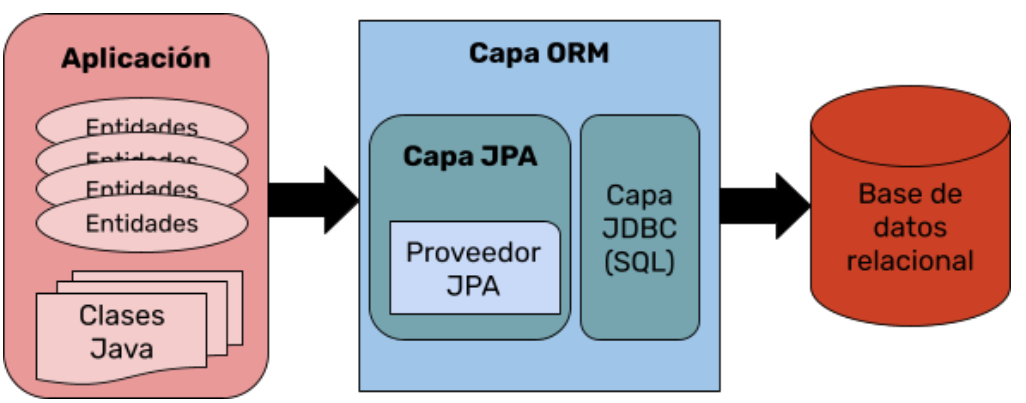 Aplicación
Entidades
Entidades
Entidades
Entidades
Clases
Java
Capa ORM
Capa JPA
Proveedor
JPA
Capa
JDBC
(SQL)
Base de
datos
relacional